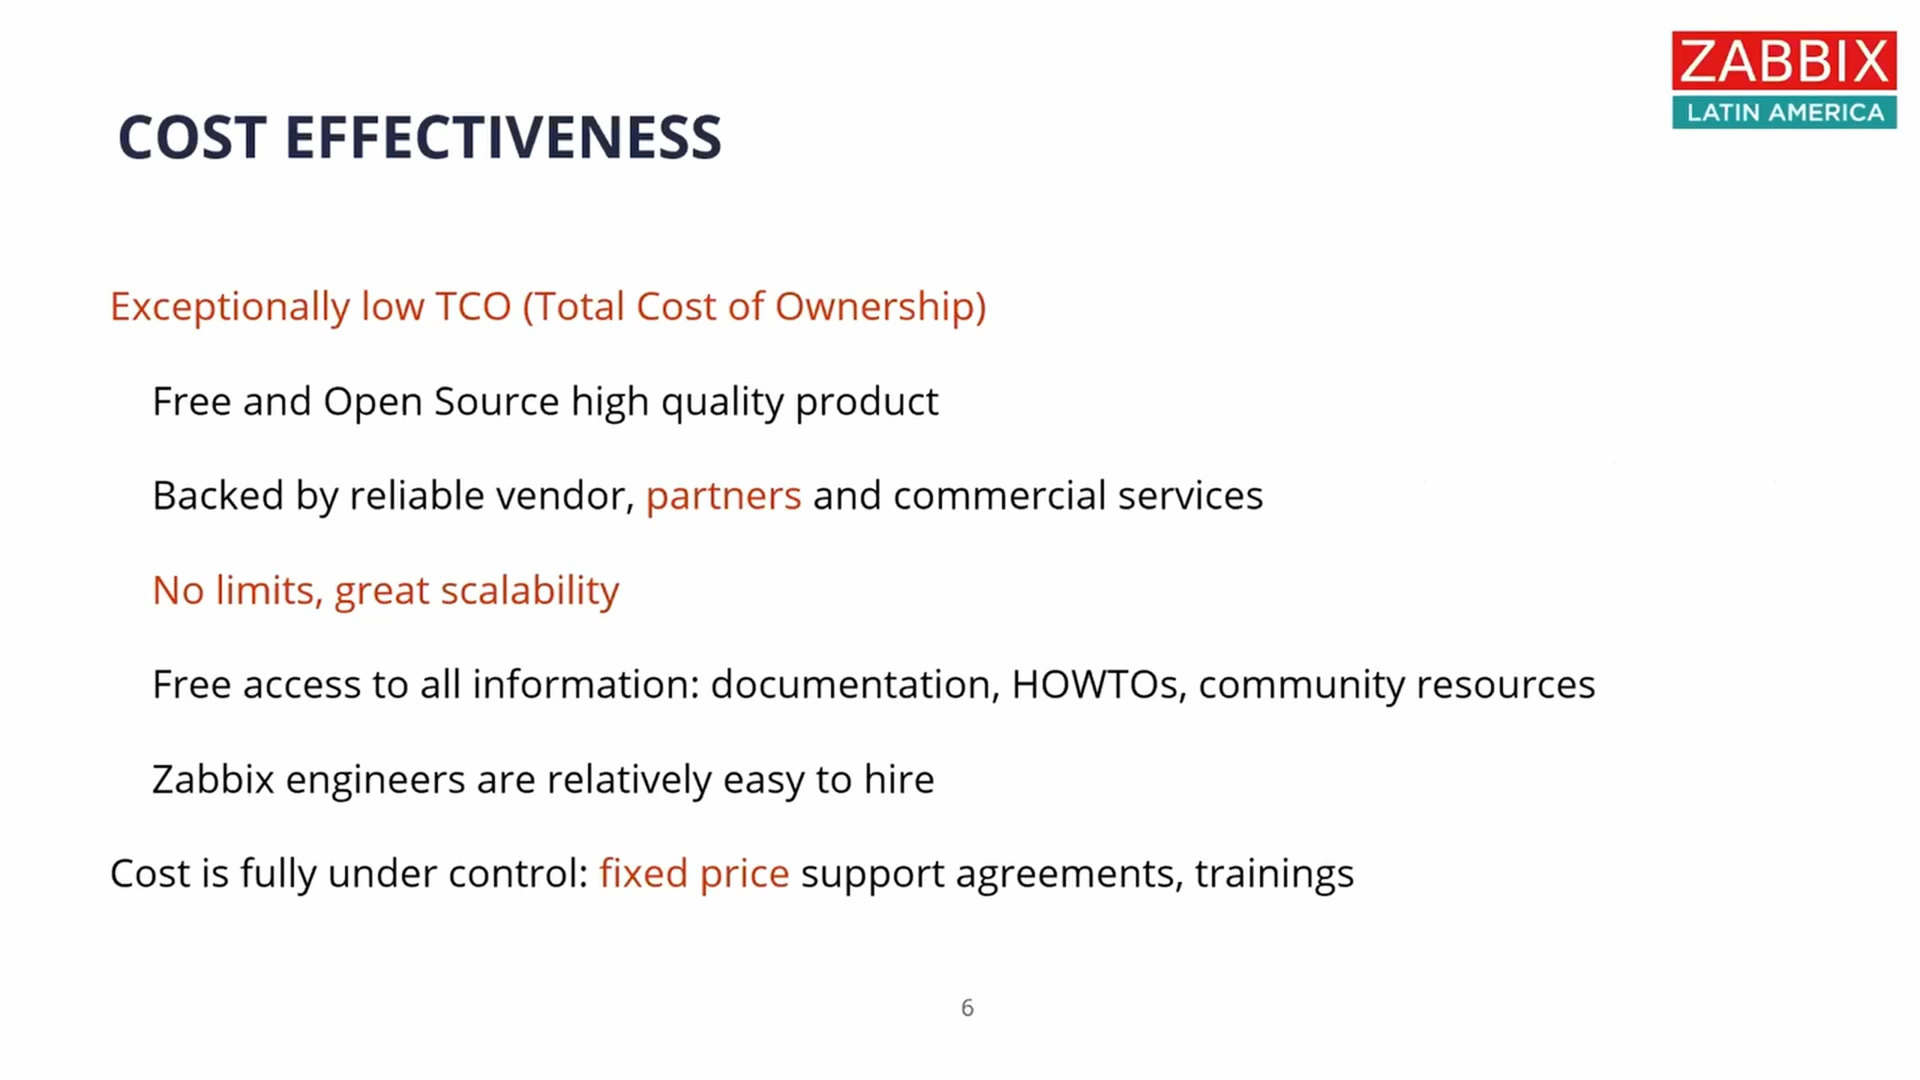 ZABBIX
LATIN AMERICA
COST EFFECTIVENESS
Exceptionally low TCO (Total Cost of Ownership)
Free and Open Source high quality product
Backed by reliable vendor, partners and commercial services
No limits, great scalability
Free access to all information: documentation, HOWTOs, community resources
Zabbix engineers are relatively easy to hire
Cost is fully under control: fixed price support agreements, trainings
6